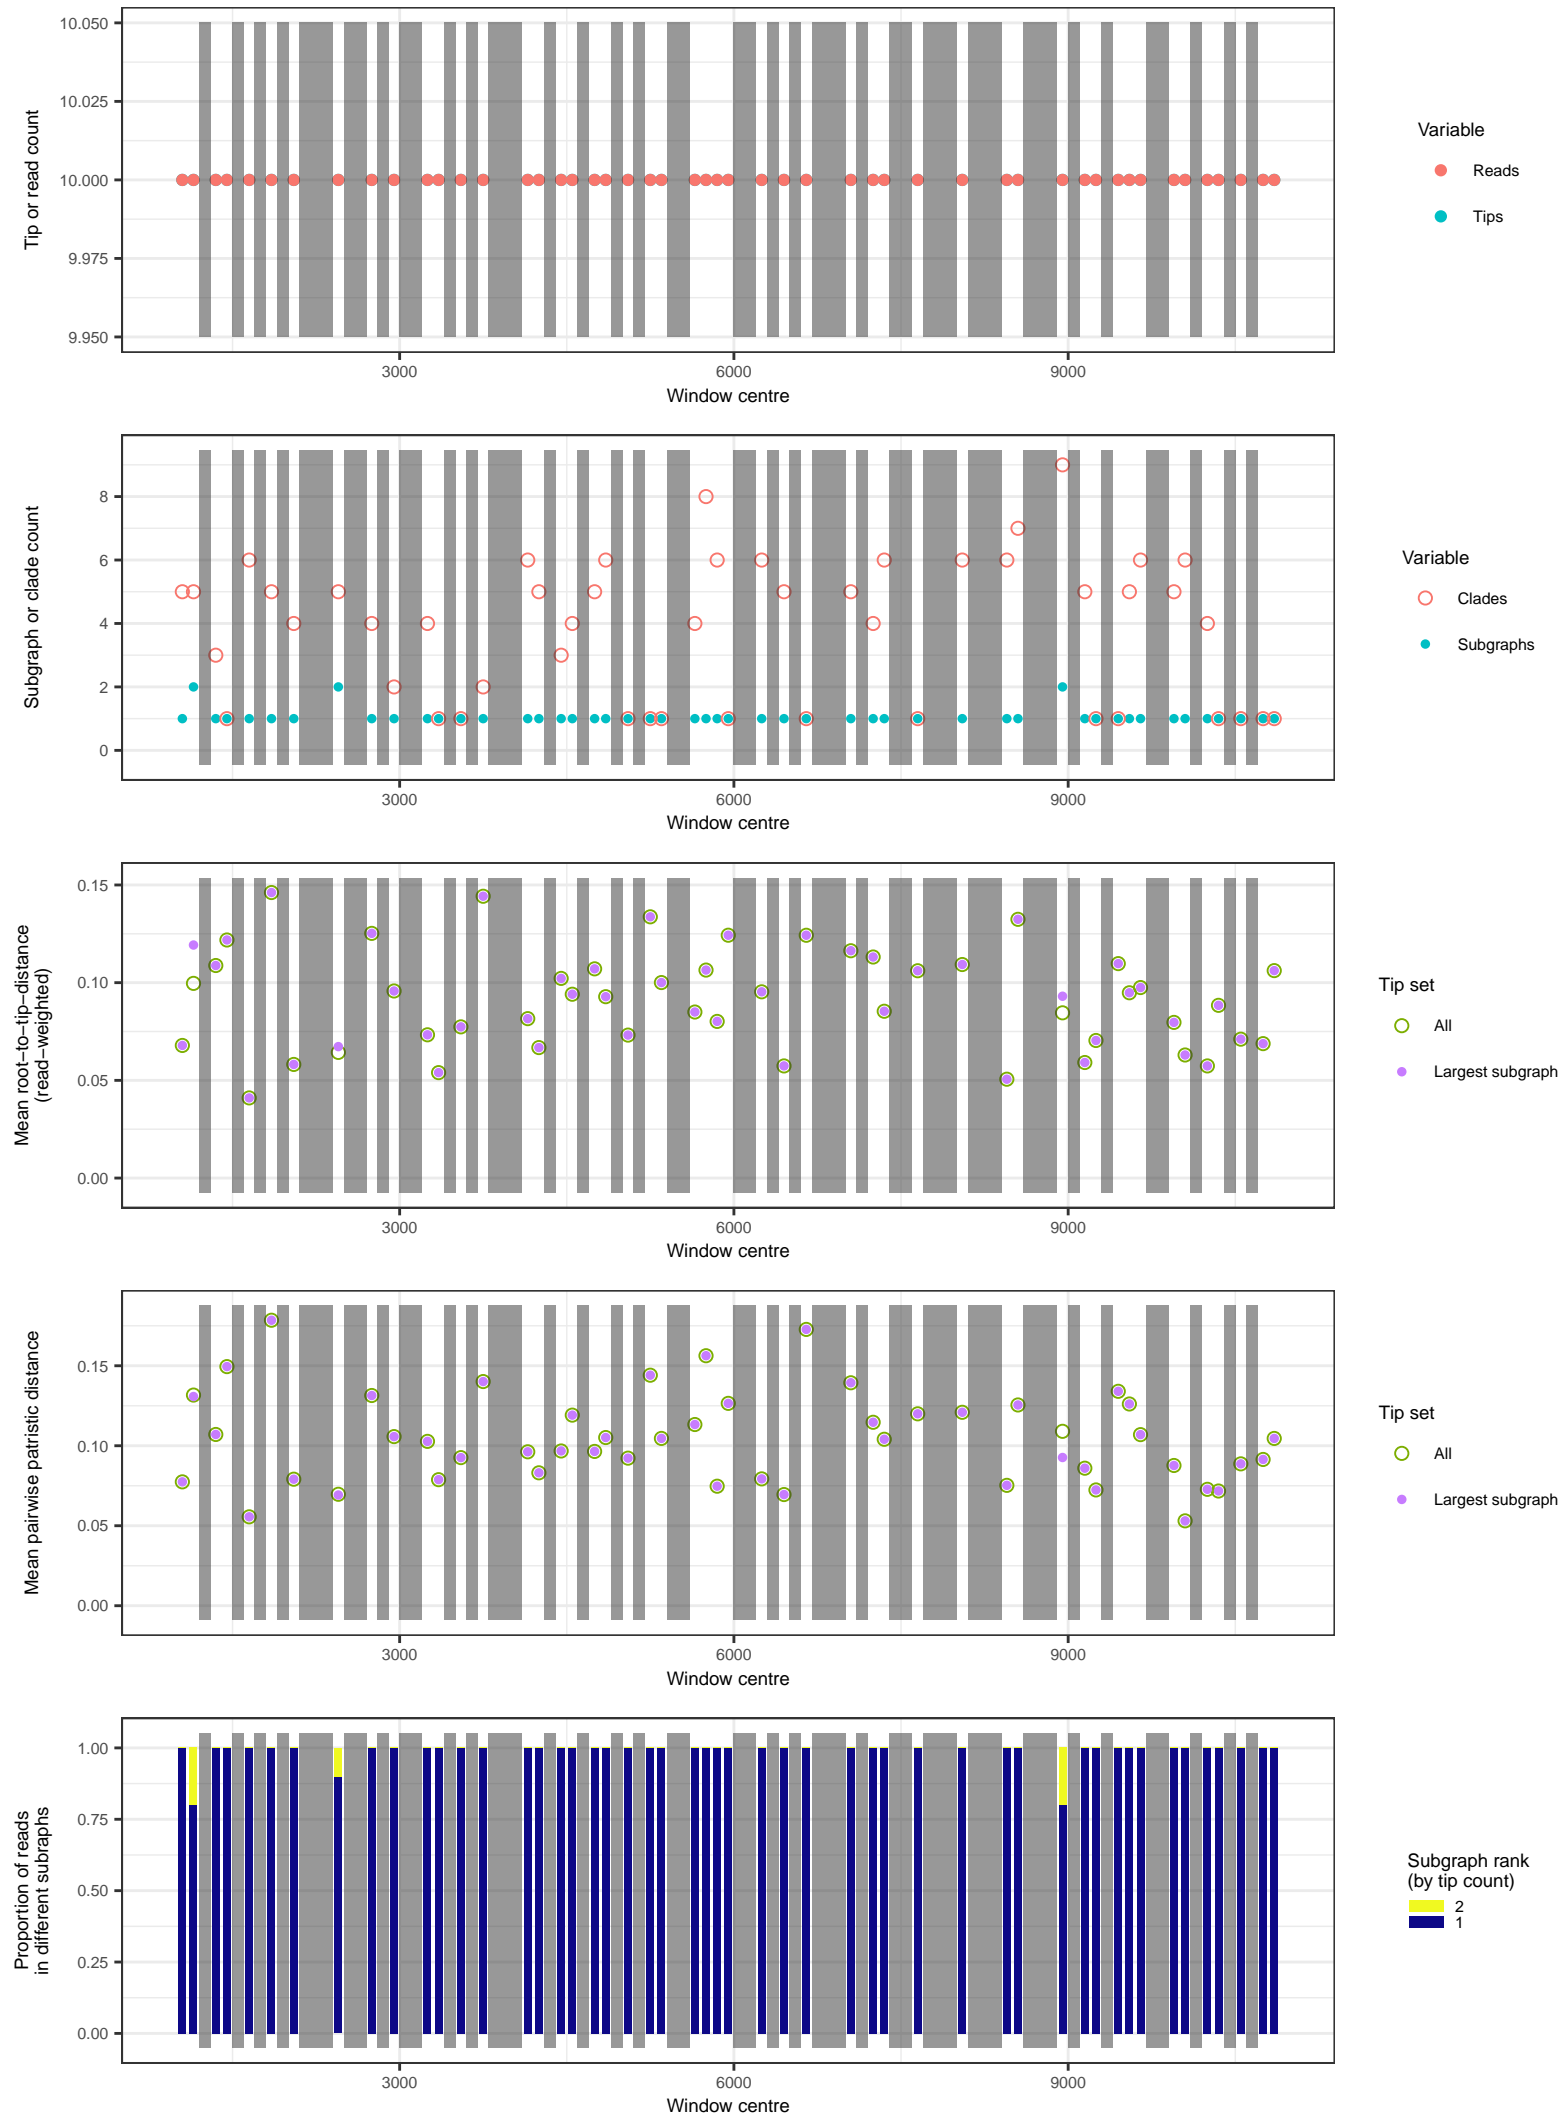 10.050
10.025
10.000
9.975
9.950
Tip or read count
3000
6000
9000
Window centre
Variable
Reads
Tips
8
6
4
2
0
Subgraph or clade count
3000
6000
9000
Window centre
Variable
Clades
Subgraphs
0.15
0.10
0.05
0.00
Mean root−to−tip−distance
(read−weighted)
3000
6000
9000
Window centre
Tip set
All
Largest subgraph
0.15
0.10
0.05
0.00
Mean pairwise patristic distance
3000
6000
9000
Window centre
Tip set
All
Largest subgraph
1.00
0.75
0.50
0.25
0.00
Proportion of reads
in different subraphs
3000
6000
9000
Window centre
Subgraph rank
(by tip count)
2
1